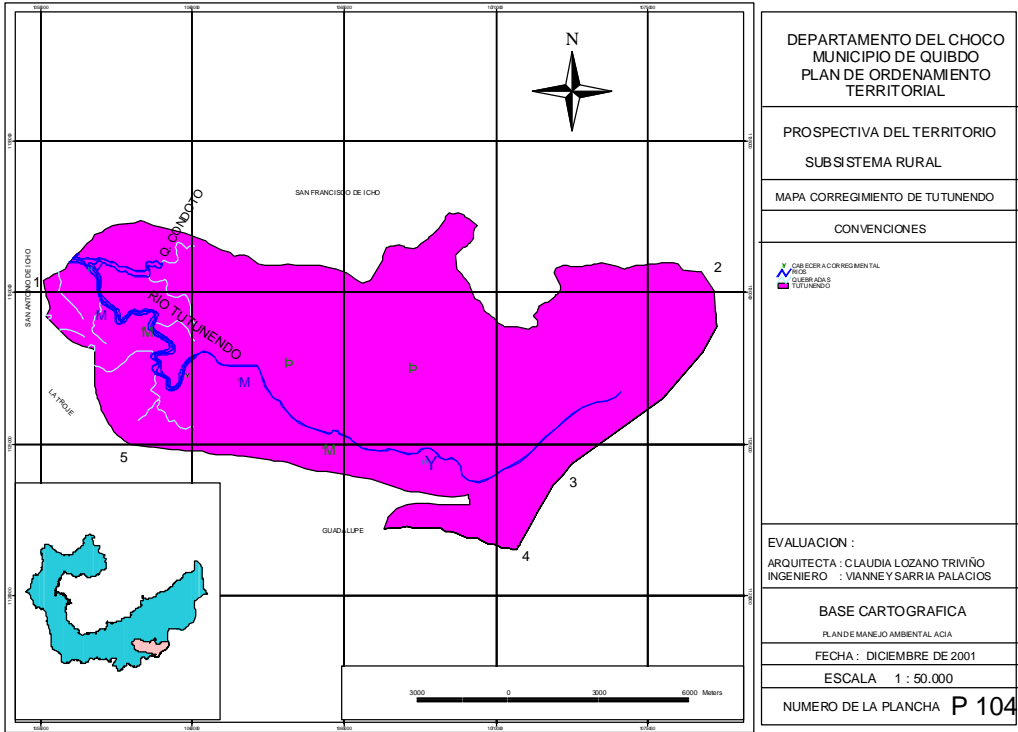 N
SAN FRANCISCO DE ICHO
Q. CONDOTO
SAN ANTONIO DE ICHO
1
2
RIO TUTUNENDO
M
M
M
Þ
Þ
LA TROJE
M
Y
5
3
GUADALUPE
4
3000 0 3000 6000 Meters
DEPARTAMENTO DEL CHOCO
MUNICIPIO DE QUIBDO
PLAN DE ORDENAMIENTO
TERRITORIAL
PROSPECTIVA DEL TERRITORIO
SUBSISTEMA RURAL
MAPA CORREGIMIENTO DE TUTUNENDO
CONVENCIONES
CABECERA CORREGIMENTAL
RIOS
QUEBRADAS
TUTUNENDO
EVALUACION :
ARQUITECTA : CLAUDIA LOZANO TRIVIÑO
INGENIERO : VIANNEY SARRIA PALACIOS
BASE CARTOGRAFICA
PLAN DE MANEJO AMBIENTAL ACIA
FECHA : DICIEMBRE DE 2001
ESCALA 1 : 50.000
NUMERO DE LA PLANCHA P 104